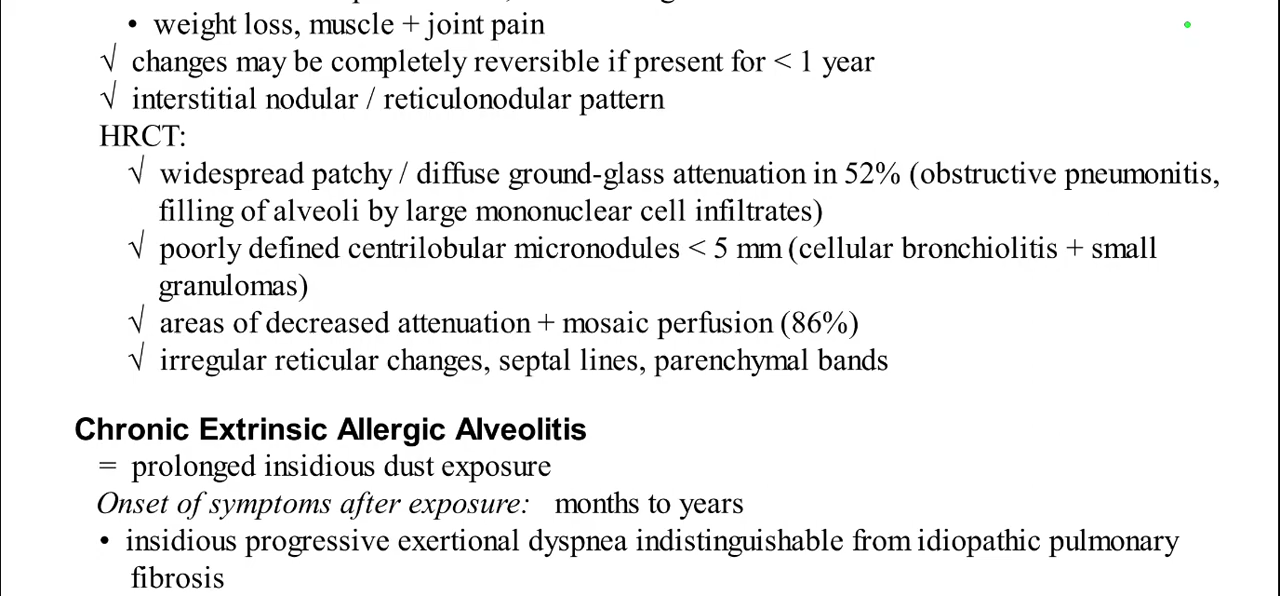 • weight loss, muscle + joint pain
√ changes may be completely reversible if present for < 1 year
√ interstitial nodular / reticulonodular pattern
HRCT:
√ widespread patchy / diffuse ground-glass attenuation in 52% (obstructive pneumonitis,
filling of alveoli by large mononuclear cell infiltrates)
√ poorly defined centrilobular micronodules < 5 mm (cellular bronchiolitis + small
granulomas)
√ areas of decreased attenuation + mosaic perfusion (86%)
√ irregular reticular changes, septal lines, parenchymal bands
Chronic Extrinsic Allergic Alveolitis
= prolonged insidious dust exposure
Onset of symptoms after exposure: months to years
• insidious progressive exertional dyspnea indistinguishable from idiopathic pulmonary
fibrosis